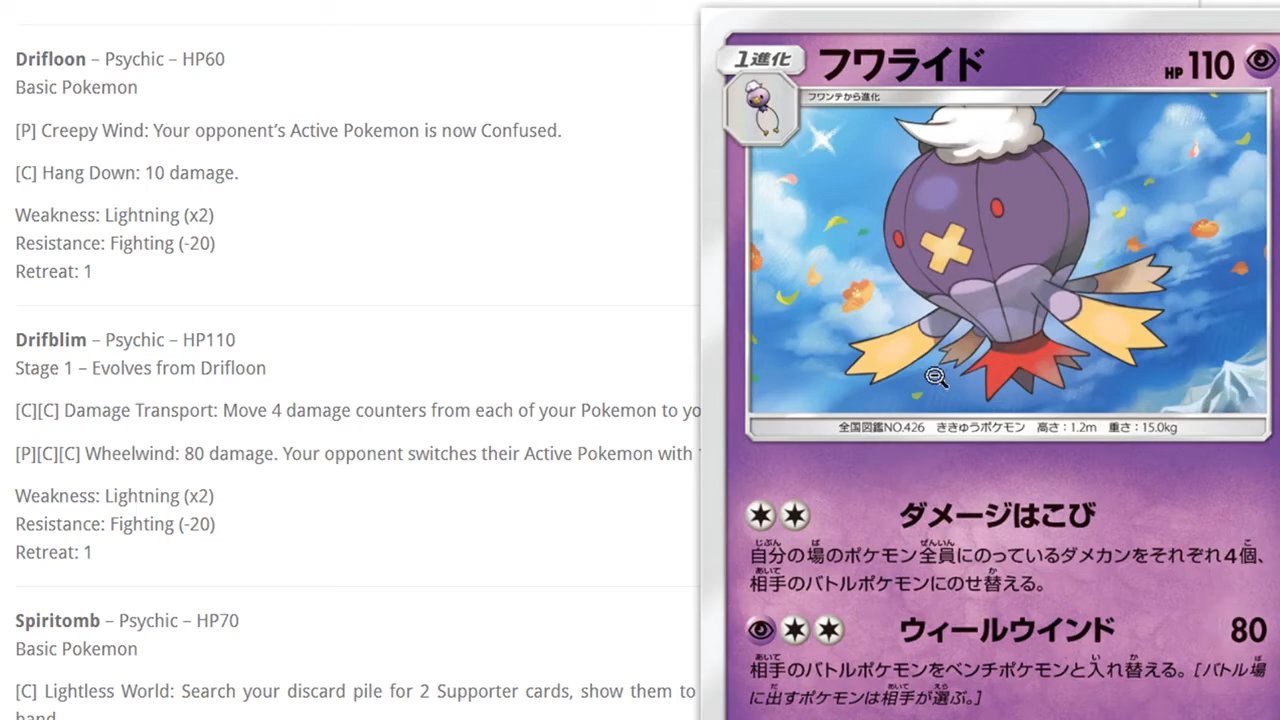 Drifloon – Psychic – HP60
Basic Pokemon
[P] Creepy Wind: Your opponent’s Active Pokemon is now Confused.
[C] Hang Down: 10 damage.
Weakness: Lightning (x2)
Resistance: Fighting (-20)
Retreat: 1
Drifblim – Psychic – HP110
Stage 1 – Evolves from Drifloon
[C][C] Damage Transport: Move 4 damage counters from each of your Pokemon to yo
[P][C][C] Wheelwind: 80 damage. Your opponent switches their Active Pokemon with
Weakness: Lightning (x2)
Resistance: Fighting (-20)
Retreat: 1
Spiritomb – Psychic – HP70
Basic Pokemon
[C] Lightless World: Search your discard pile for 2 Supporter cards, show them to
hand.
1進化 フワライド HP 110
フワンテから進化
全国図鑑NO.426 ききゅうポケモン 高さ:1.2m 重さ:15.0kg
ダメージはこび
自分の場のポケモン全員にのっているダメカンをそれぞれ4個、
相手のバトルポケモンにのせ替える。
ウィールウインド 80
相手のバトルポケモンをベンチポケモンと入れ替える。[バトル場
に出すポケモンは相手が選ぶ。]